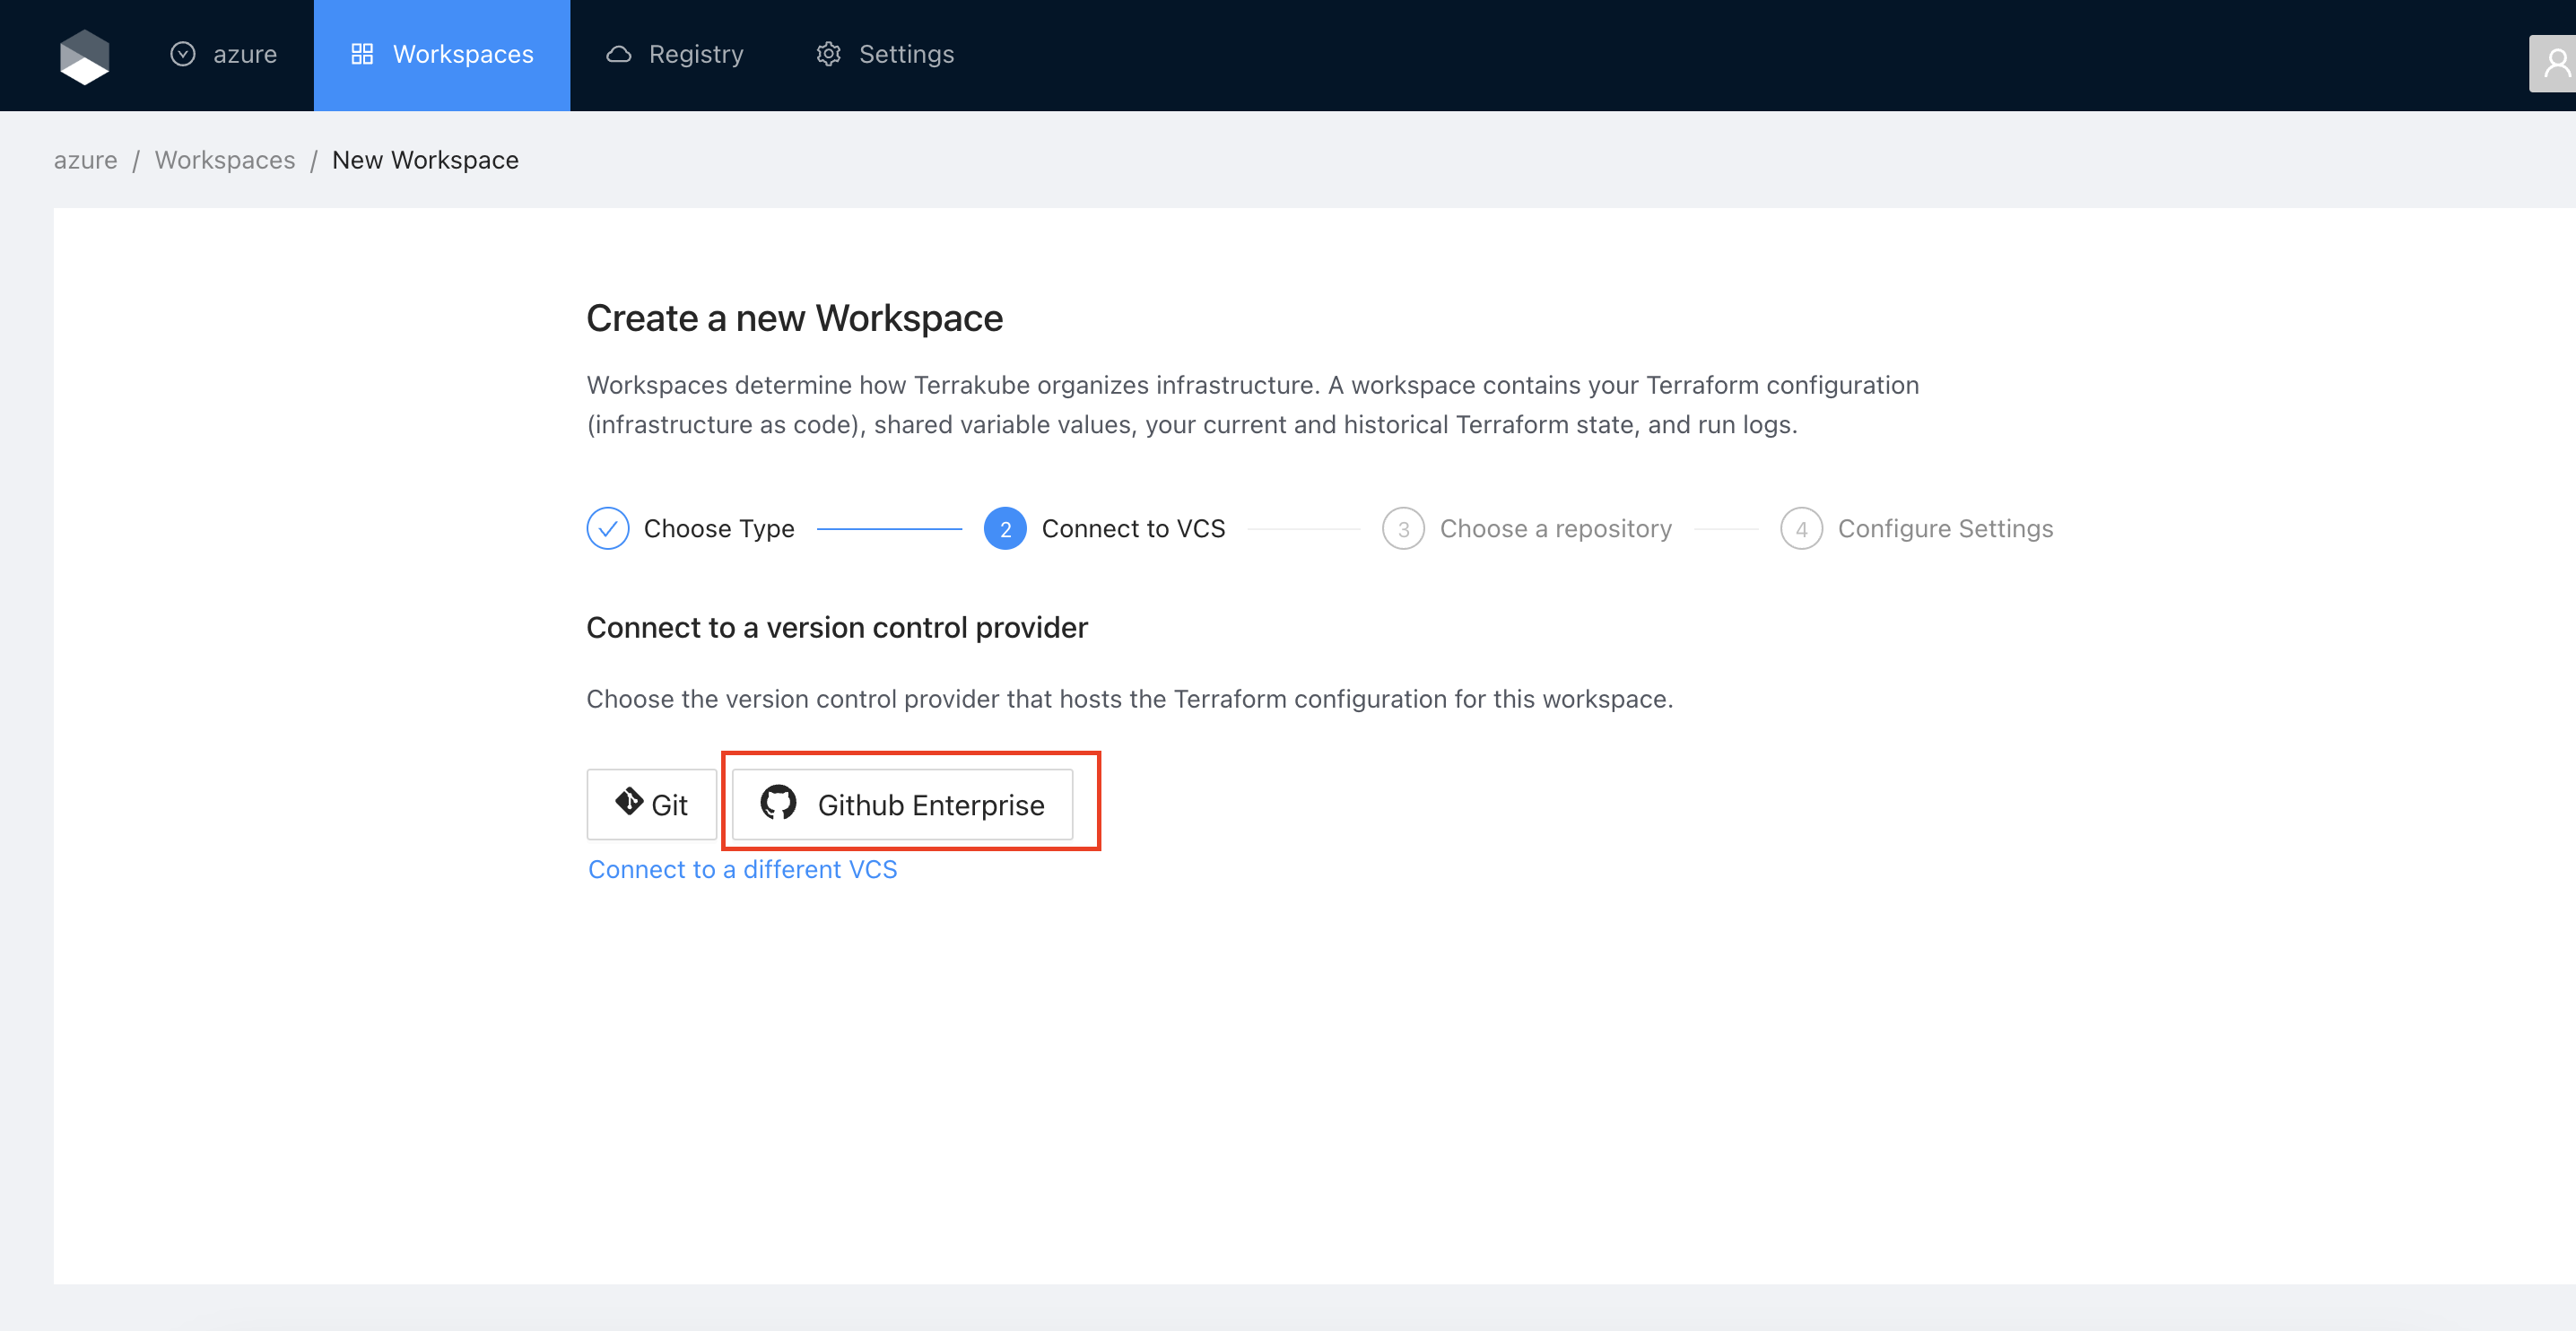 azure Workspaces Registry Settings
azure / Workspaces / New Workspace
Create a new Workspace
Workspaces determine how Terrakube organizes infrastructure. A workspace contains your Terraform configuration
(infrastructure as code), shared variable values, your current and historical Terraform state, and run logs.
Choose Type 2 Connect to VCS 3 Choose a repository 4 Configure Settings
Connect to a version control provider
Choose the version control provider that hosts the Terraform configuration for this workspace.
Git Github Enterprise
Connect to a different VCS